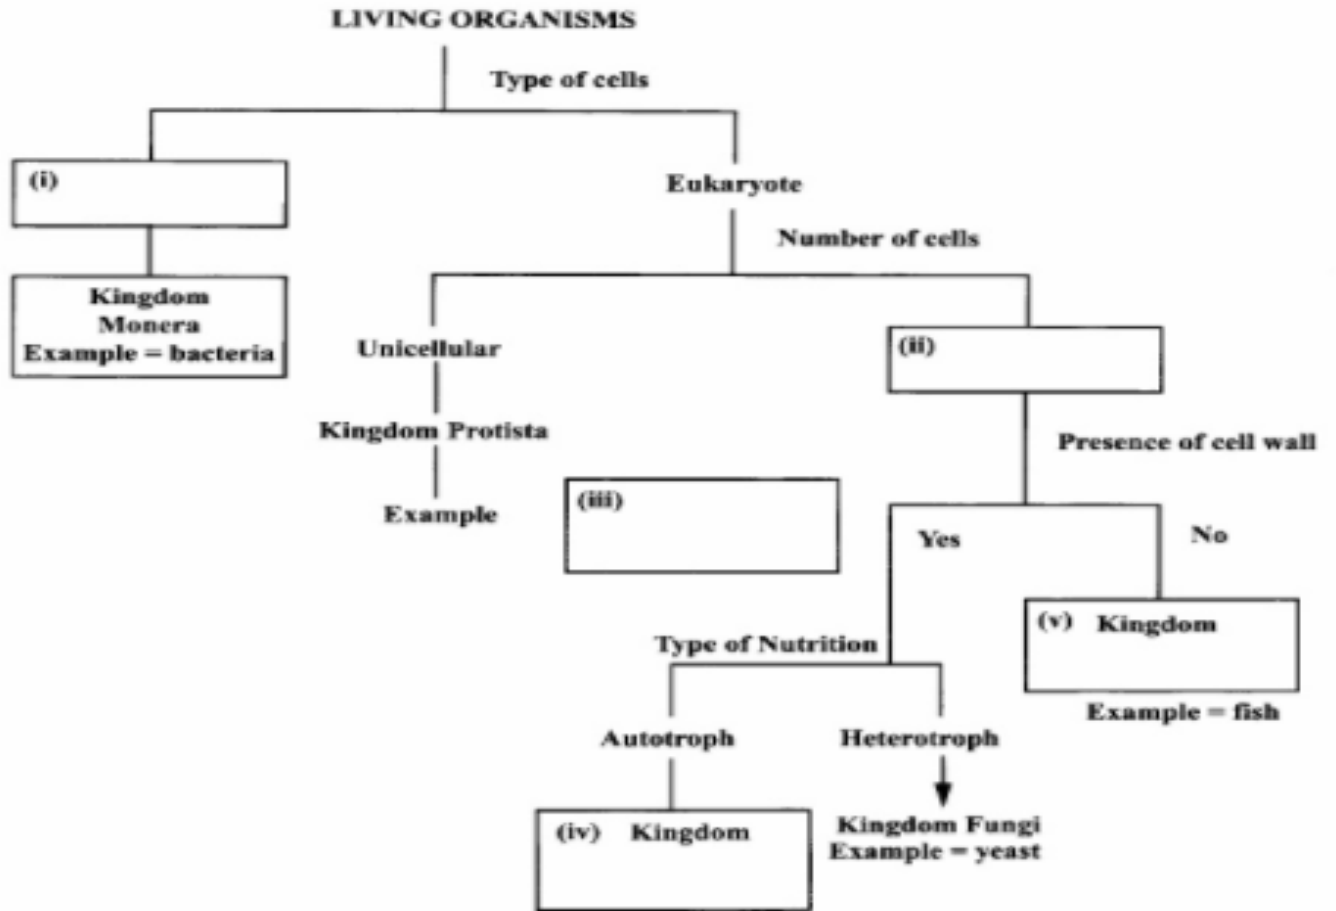 LIVING ORGANISMS
Type of cells
(i)
Eukaryote
Number of cells
Kingdom
Monera
Example = bacteria
Unicellular
(ii)
Kingdom Protista
Presence of cell wall
Example
(iii)
Yes
No
(v) Kingdom
Type of Nutrition
Example = fish
Autotroph
Heterotroph
(iv) Kingdom
Kingdom Fungi
Example = yeast